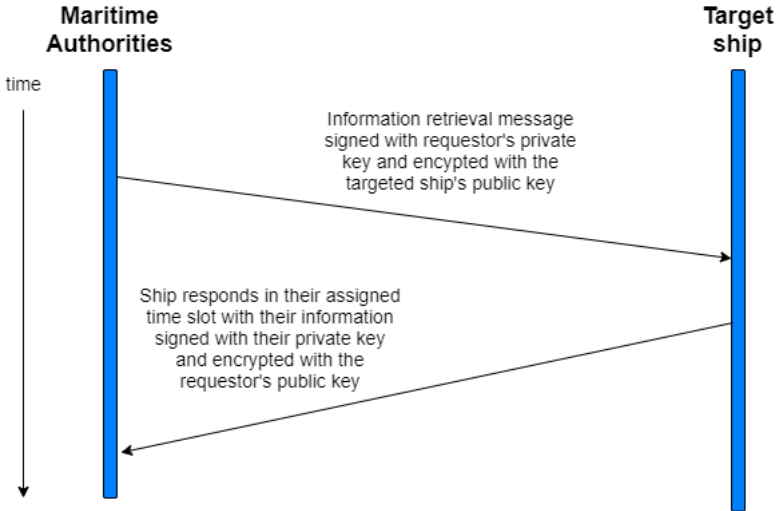 Maritime
Authorities
Target
ship
time
Information retrieval message
signed with requestor's private
key and encypted with the
targeted ship's public key
Ship responds in their assigned
time slot with their information
signed with their private key
and encrypted with the
requestor's public key